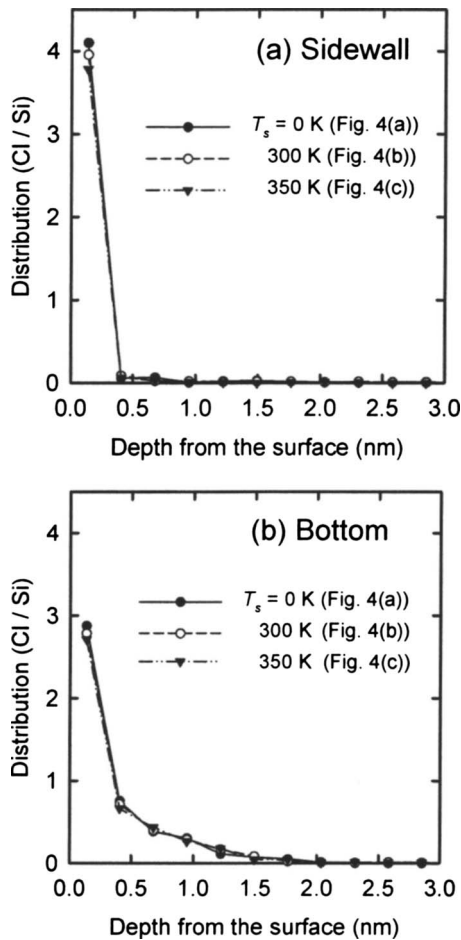 (a) Sidewall
Distribution (Cl / Si)
4
3
2
1
0
Ts = 0 K (Fig. 4(a))
300 K (Fig. 4(b))
350 K (Fig. 4(c))
0.0 0.5 1.0 1.5 2.0 2.5 3.0
Depth from the surface (nm)
(b) Bottom
Distribution (Cl / Si)
4
3
2
1
0
Ts = 0 K (Fig. 4(a))
300 K (Fig. 4(b))
350 K (Fig. 4(c))
0.0 0.5 1.0 1.5 2.0 2.5 3.0
Depth from the surface (nm)